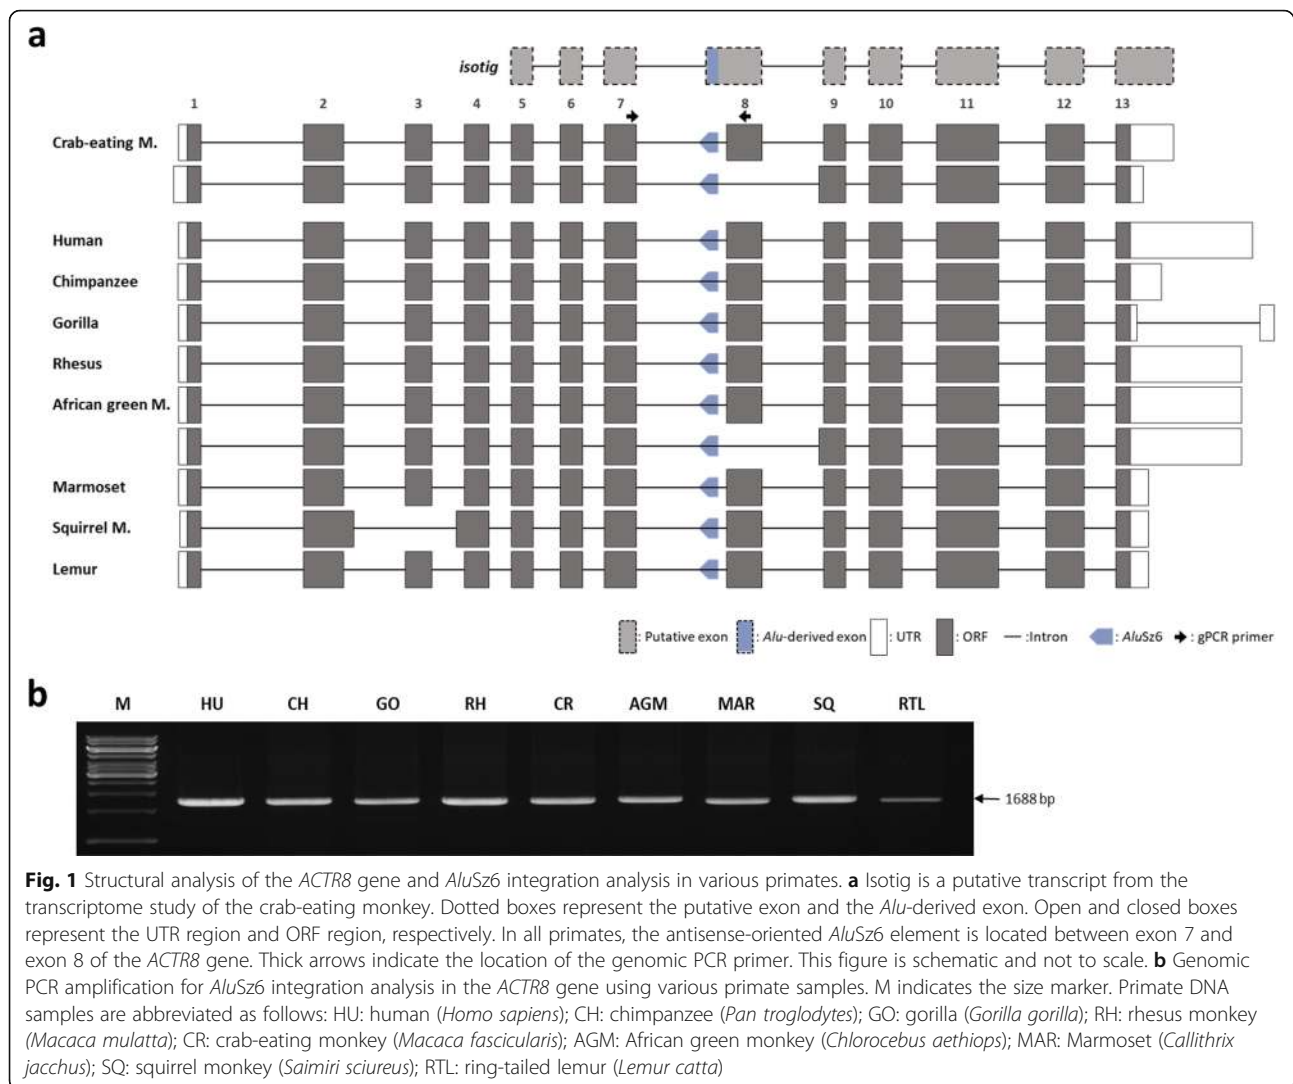 a
isotig
1 2 3 4 5 6 7 8 9 10 11 12 13
Crab-eating M.
Human
Chimpanzee
Gorilla
Rhesus
African green M.
Marmoset
Squirrel M.
Lemur
: Putative exon : Alu-derived exon : UTR : ORF :Intron : AluSz6 : gPCR primer
b
M HU CH GO RH CR AGM MAR SQ RTL
1688 bp
Fig. 1 Structural analysis of the ACTR8 gene and AluSz6 integration analysis in various primates. a Isotig is a putative transcript from the
transcriptome study of the crab-eating monkey. Dotted boxes represent the putative exon and the Alu-derived exon. Open and closed boxes
represent the UTR region and ORF region, respectively. In all primates, the antisense-oriented AluSz6 element is located between exon 7 and
exon 8 of the ACTR8 gene. Thick arrows indicate the location of the genomic PCR primer. This figure is schematic and not to scale. b Genomic
PCR amplification for AluSz6 integration analysis in the ACTR8 gene using various primate samples. M indicates the size marker. Primate DNA
samples are abbreviated as follows: HU: human (Homo sapiens); CH: chimpanzee (Pan troglodytes); GO: gorilla (Gorilla gorilla); RH: rhesus monkey
(Macaca mulatta); CR: crab-eating monkey (Macaca fascicularis); AGM: African green monkey (Chlorocebus aethiops); MAR: Marmoset (Callithrix
jacchus); SQ: squirrel monkey (Saimiri sciureus); RTL: ring-tailed lemur (Lemur catta)